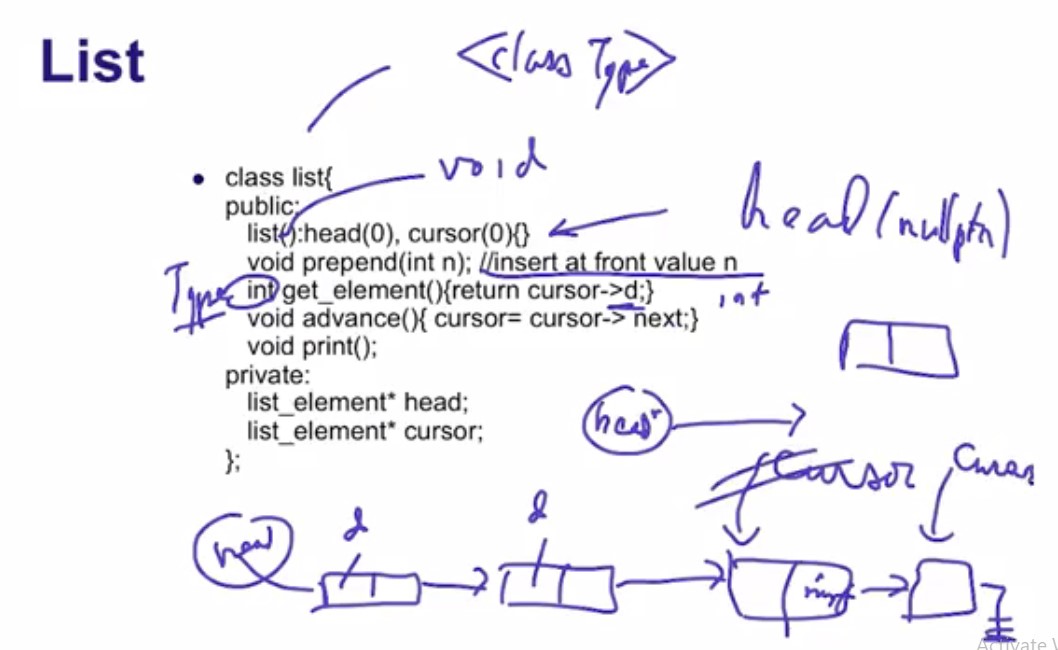 List
<class Type>
void
• class list{
public:
list():head(0), cursor(0){}
head(nullptr)
void prepend(int n); //insert at front value n
Type
int get_element(){return cursor->d;}
int
void advance(){ cursor= cursor-> next;}
void print();
private:
list_element* head;
head
list_element* cursor;
};
cursor
d
d
head
Activate